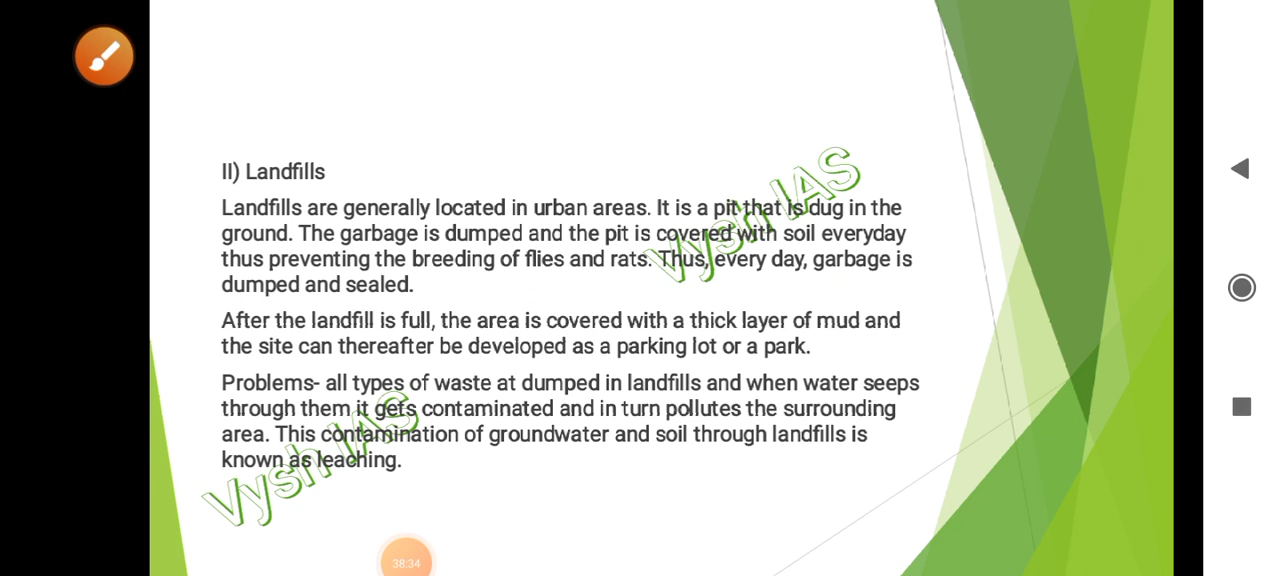 II) Landfills
Landfills are generally located in urban areas. It is a pit that is dug in the
ground. The garbage is dumped and the pit is covered with soil everyday
thus preventing the breeding of flies and rats. Thus, every day, garbage is
dumped and sealed.
After the landfill is full, the area is covered with a thick layer of mud and
the site can thereafter be developed as a parking lot or a park.
Problems- all types of waste at dumped in landfills and when water seeps
through them it gets contaminated and in turn pollutes the surrounding
area. This contamination of groundwater and soil through landfills is
known as leaching.
Vysh IAS
Vysh IAS
38:34